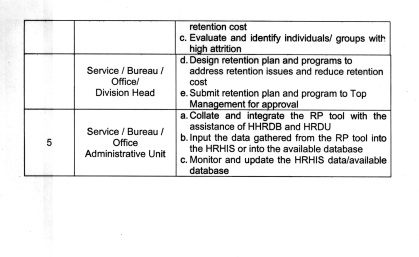 retention cost
c. Evaluate and identify individuals/ groups with
high attrition
Service / Bureau /
Office/
Division Head
d. Design retention plan and programs to
address retention issues and reduce retention
cost
e. Submit retention plan and program to Top
Management for approval
5
Service / Bureau /
Office
Administrative Unit
a. Collate and integrate the RP tool with the
assistance of HHRDB and HRDU
b. Input the data gathered from the RP tool into
the HRHIS or into the available database
c. Monitor and update the HRHIS data/available
database